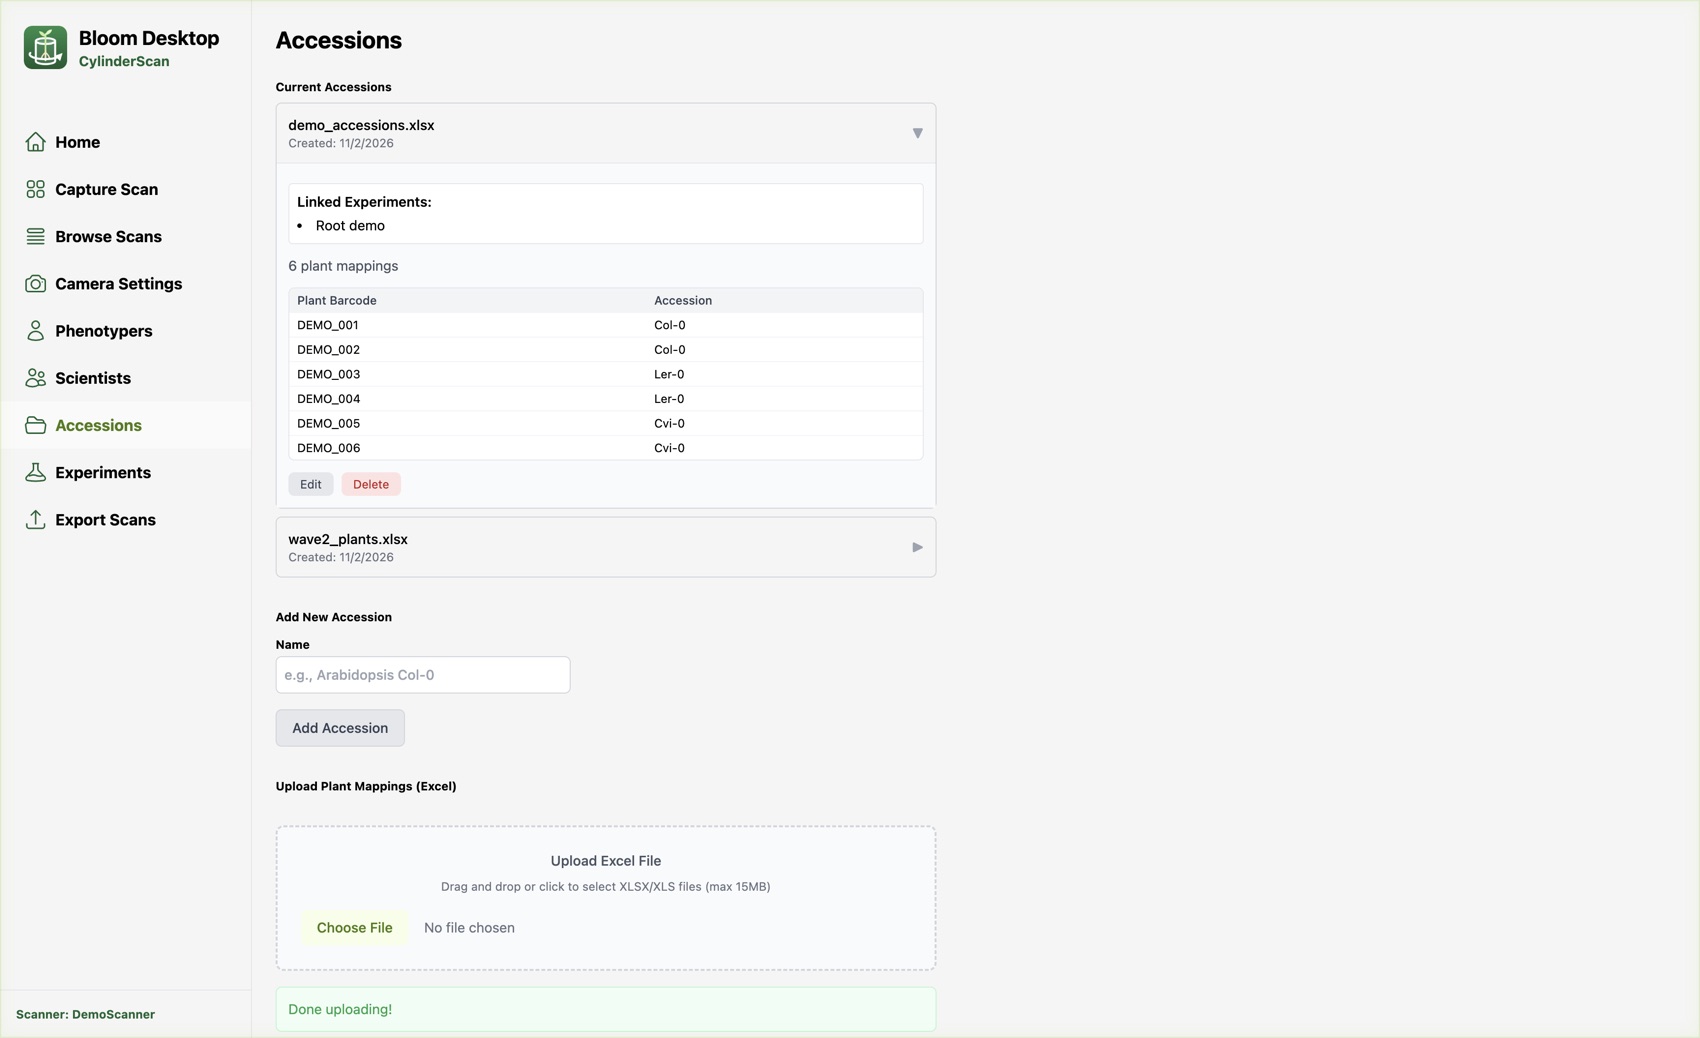 Bloom Desktop
CylinderScan
Home
Capture Scan
Browse Scans
Camera Settings
Phenotypers
Scientists
Accessions
Experiments
Export Scans
Scanner: DemoScanner
Accessions
Current Accessions
demo_accessions.xlsx
Created: 11/2/2026
Linked Experiments:
• Root demo
6 plant mappings
Plant Barcode Accession
DEMO_001 Col-0
DEMO_002 Col-0
DEMO_003 Ler-0
DEMO_004 Ler-0
DEMO_005 Cvi-0
DEMO_006 Cvi-0
Edit Delete
wave2_plants.xlsx
Created: 11/2/2026
Add New Accession
Name
e.g., Arabidopsis Col-0
Add Accession
Upload Plant Mappings (Excel)
Upload Excel File
Drag and drop or click to select XLSX/XLS files (max 15MB)
Choose File No file chosen
Done uploading!